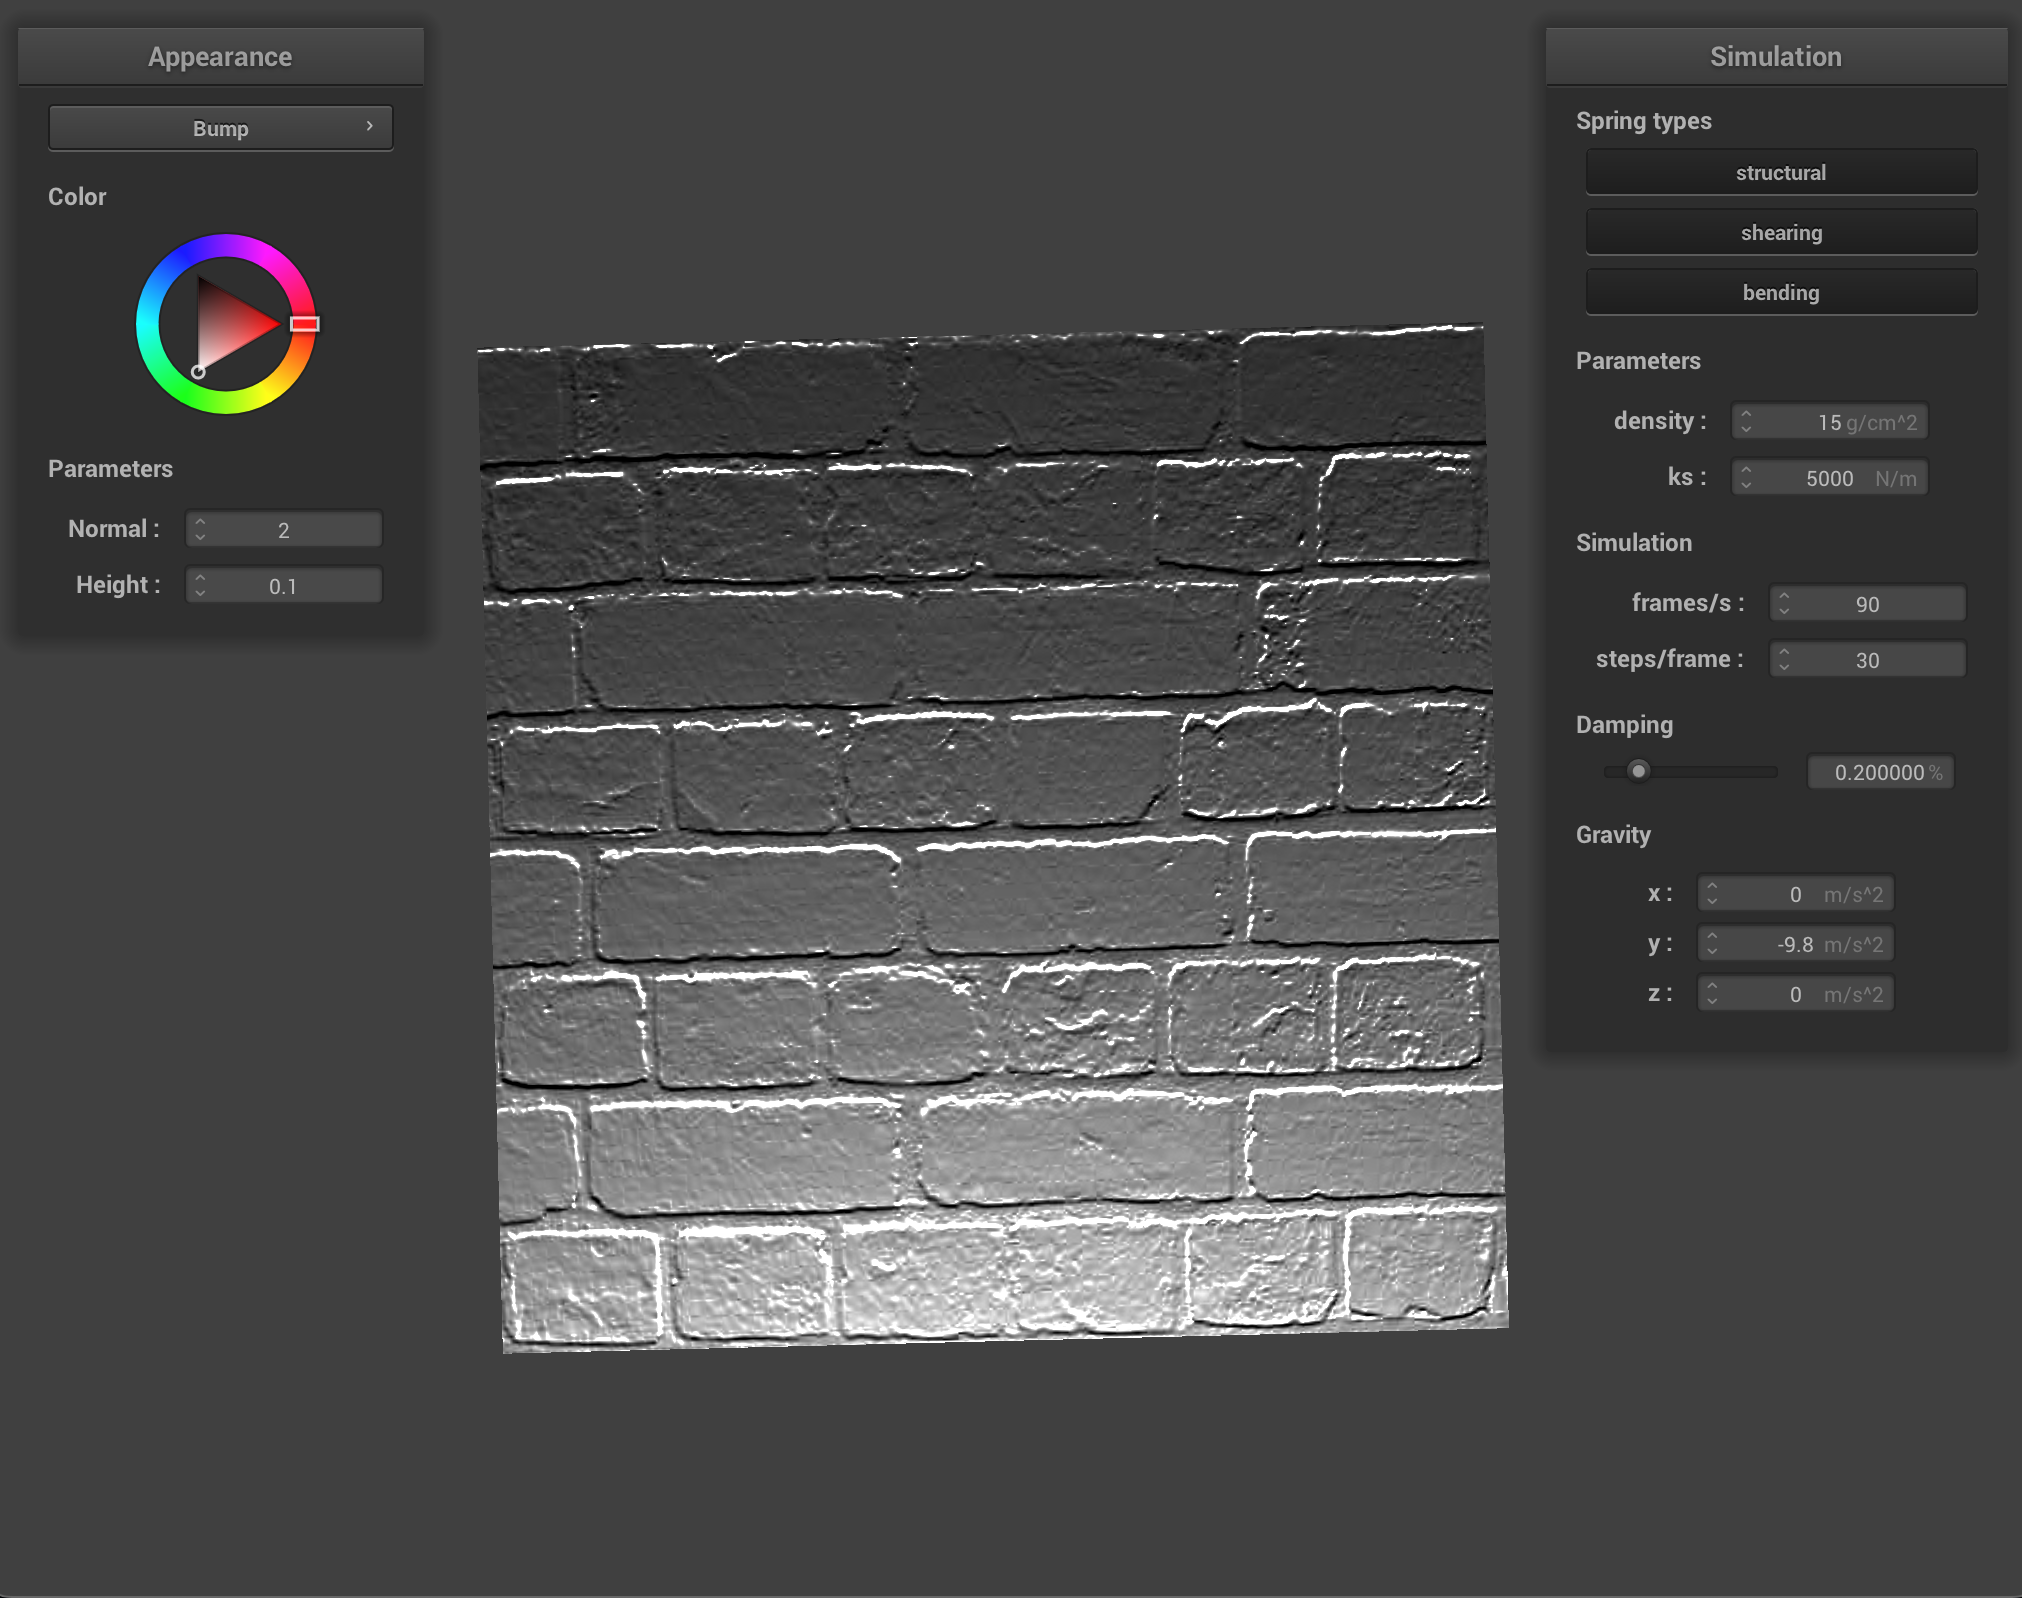 Appearance
Bump
Color
Parameters
Normal : 2
Height : 0.1
Simulation
Spring types
structural
shearing
bending
Parameters
density : 15 g/cm^2
ks : 5000 N/m
Simulation
frames/s : 90
steps/frame : 30
Damping
0.200000 %
Gravity
x : 0 m/s^2
y : -9.8 m/s^2
z : 0 m/s^2